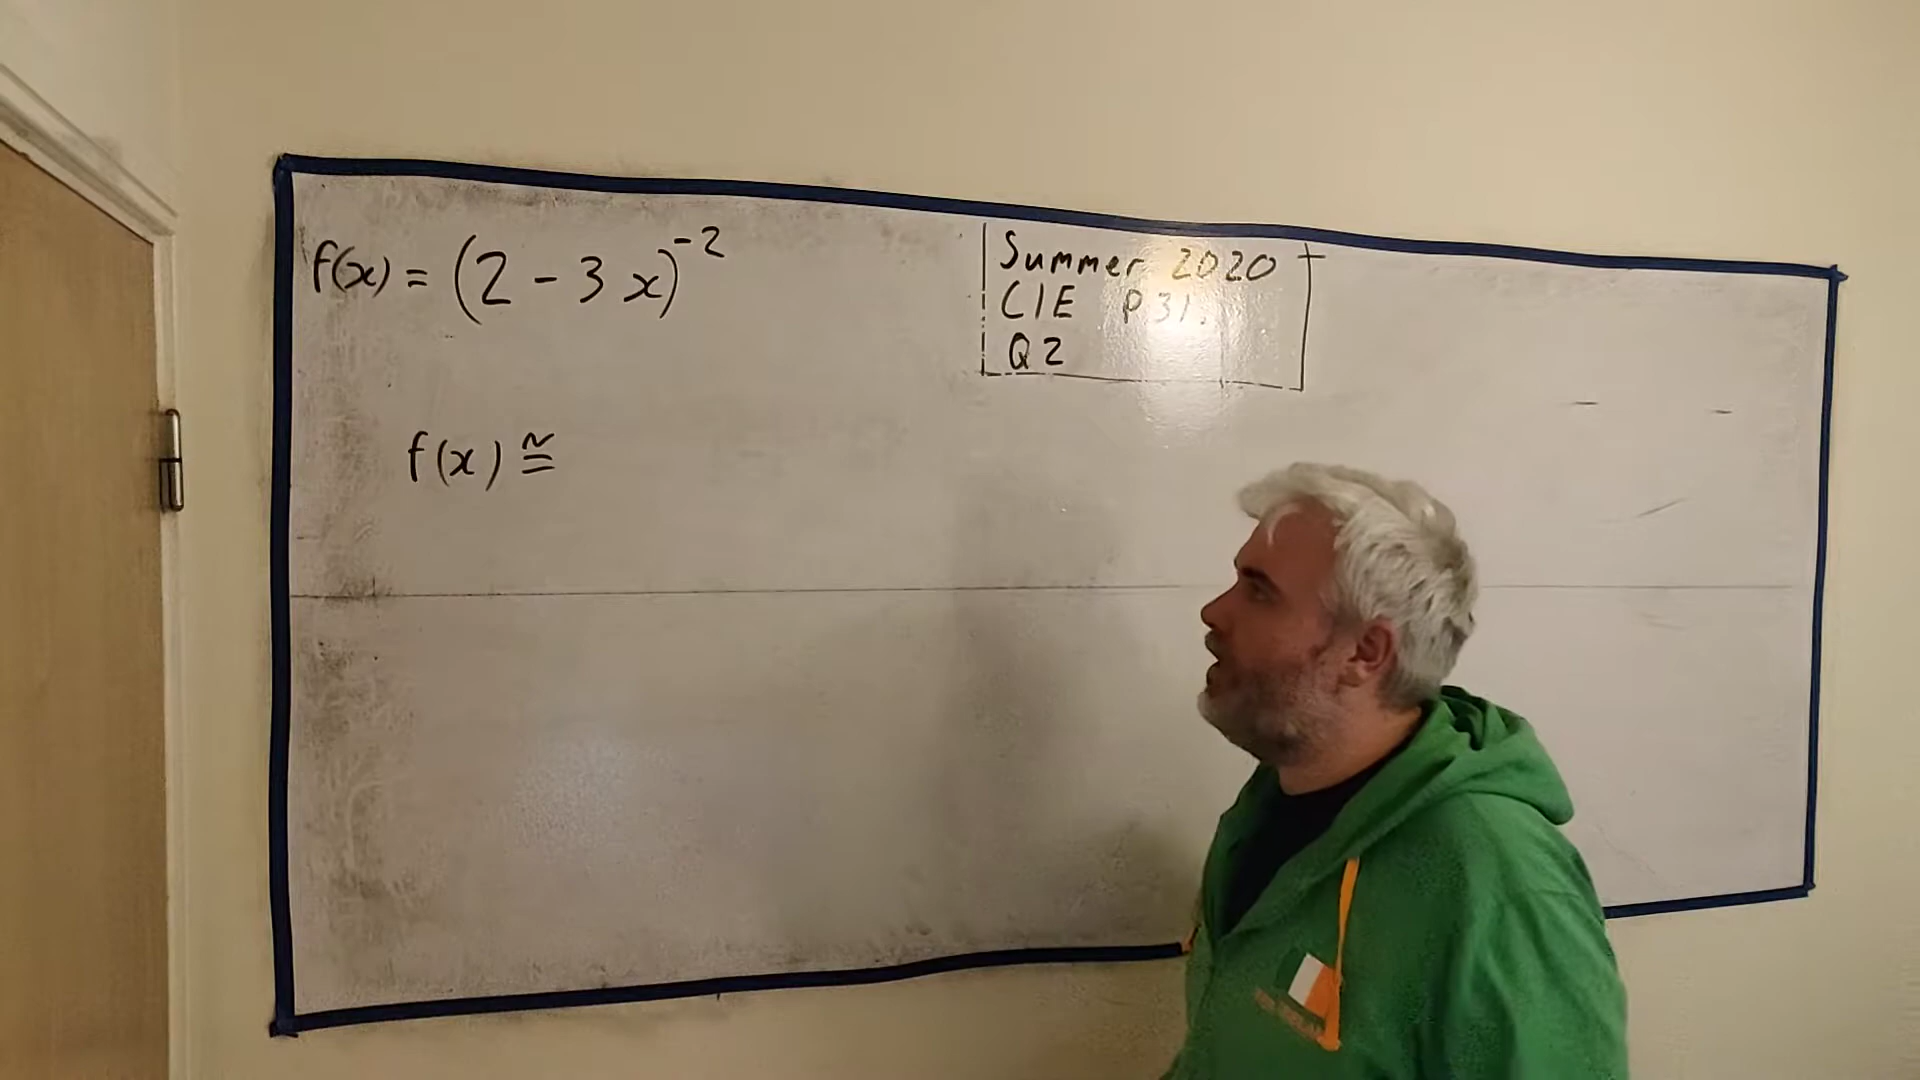 f(x) = (2 - 3x)^-2
Summer 2020
CIE P31.
Q2
f(x) ≅